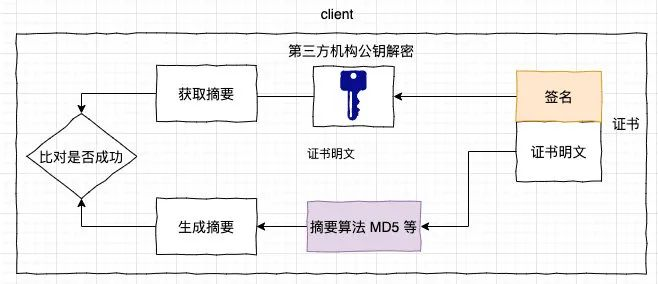 client
第三方机构公钥解密
获取摘要
签名
证书
比对是否成功
证书明文
证书明文
生成摘要
摘要算法 MD5 等